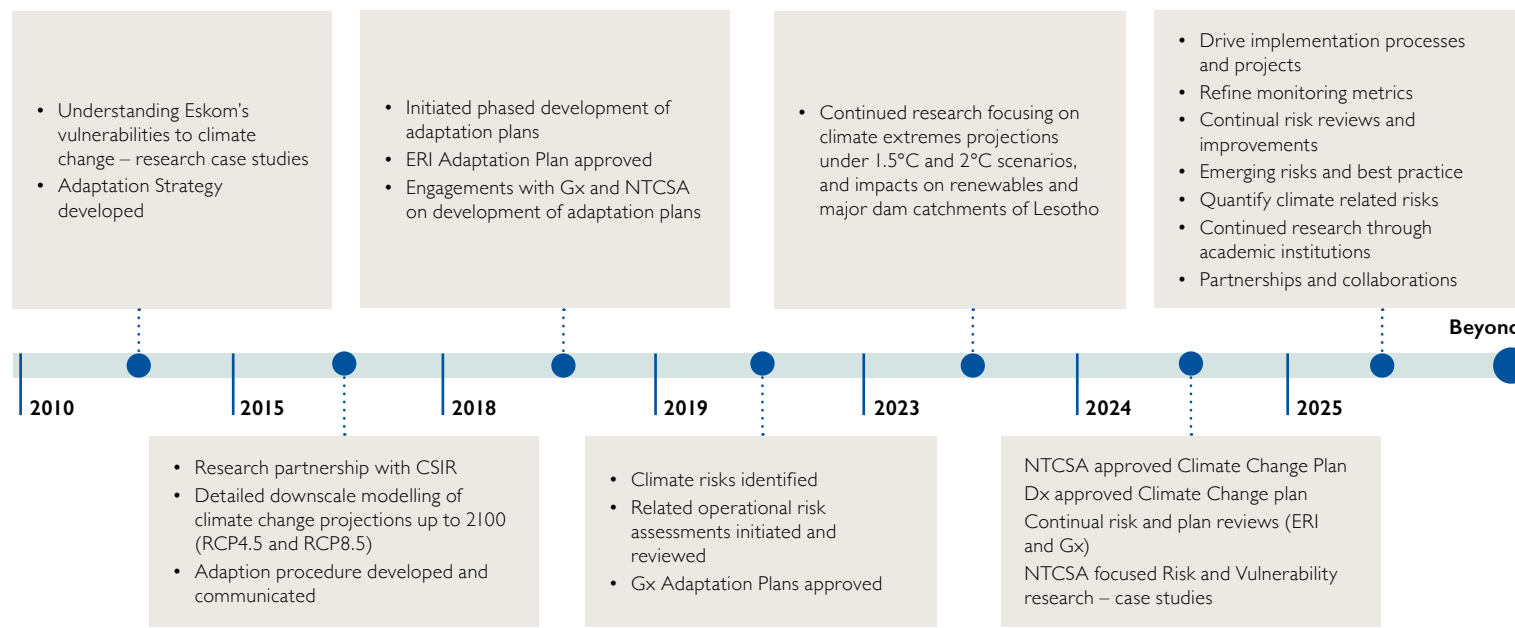 • Understanding Eskom's
vulnerabilities to climate
change – research case studies
• Adaptation Strategy
developed
• Initiated phased development of
adaptation plans
• ERI Adaptation Plan approved
• Engagements with Gx and NTCSA
on development of adaptation plans
• Continued research focusing on
climate extremes projections
under 1.5°C and 2°C scenarios,
and impacts on renewables and
major dam catchments of Lesotho
• Drive implementation processes
and projects
• Refine monitoring metrics
• Continual risk reviews and
improvements
• Emerging risks and best practice
• Quantify climate related risks
• Continued research through
academic institutions
• Partnerships and collaborations
Beyond
2010
2015
2018
2019
2023
2024
2025
• Research partnership with CSIR
• Detailed downscale modelling of
climate change projections up to 2100
(RCP4.5 and RCP8.5)
• Adaption procedure developed and
communicated
• Climate risks identified
• Related operational risk
assessments initiated and
reviewed
• Gx Adaptation Plans approved
NTCSA approved Climate Change Plan
Dx approved Climate Change plan
Continual risk and plan reviews (ERI
and Gx)
NTCSA focused Risk and Vulnerability
research – case studies